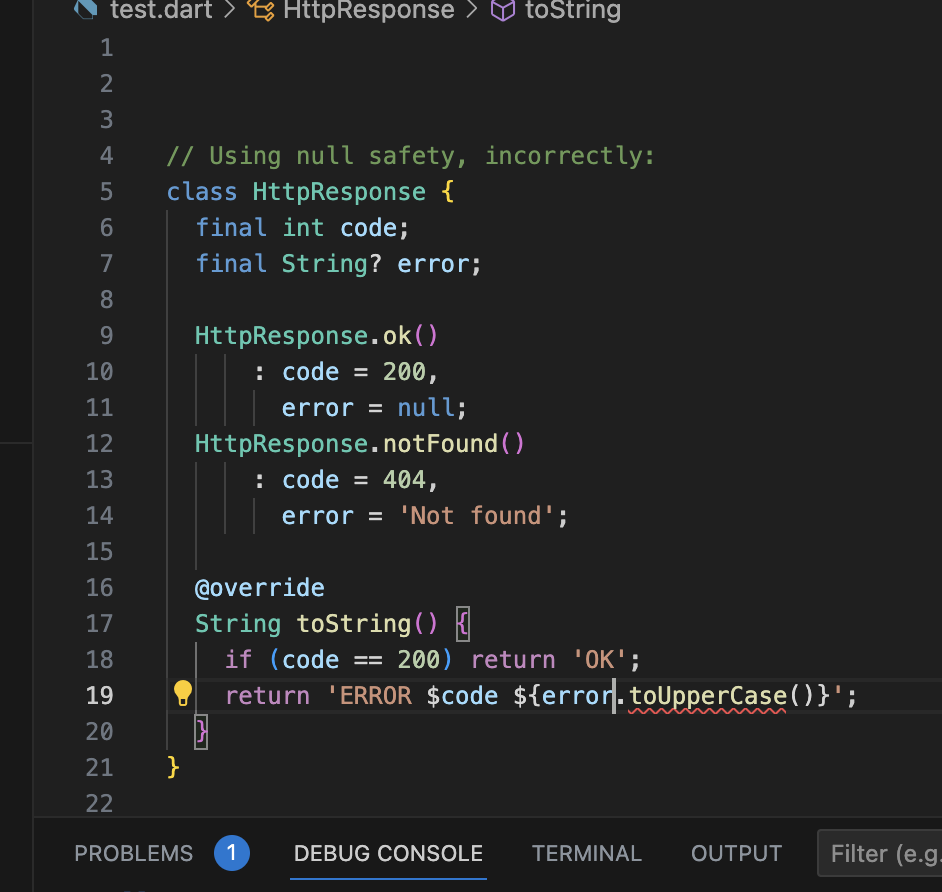 test.dart > HttpResponse > toString
1
2
3
4 // Using null safety, incorrectly:
5 class HttpResponse {
6   final int code;
7   final String? error;
8
9   HttpResponse.ok()
10       : code = 200,
11         error = null;
12   HttpResponse.notFound()
13       : code = 404,
14         error = 'Not found';
15
16   @override
17   String toString() {
18     if (code == 200) return 'OK';
19     return 'ERROR $code ${error.toUpperCase()}';
20   }
21 }
22
PROBLEMS 1 DEBUG CONSOLE TERMINAL OUTPUT Filter (e.g.